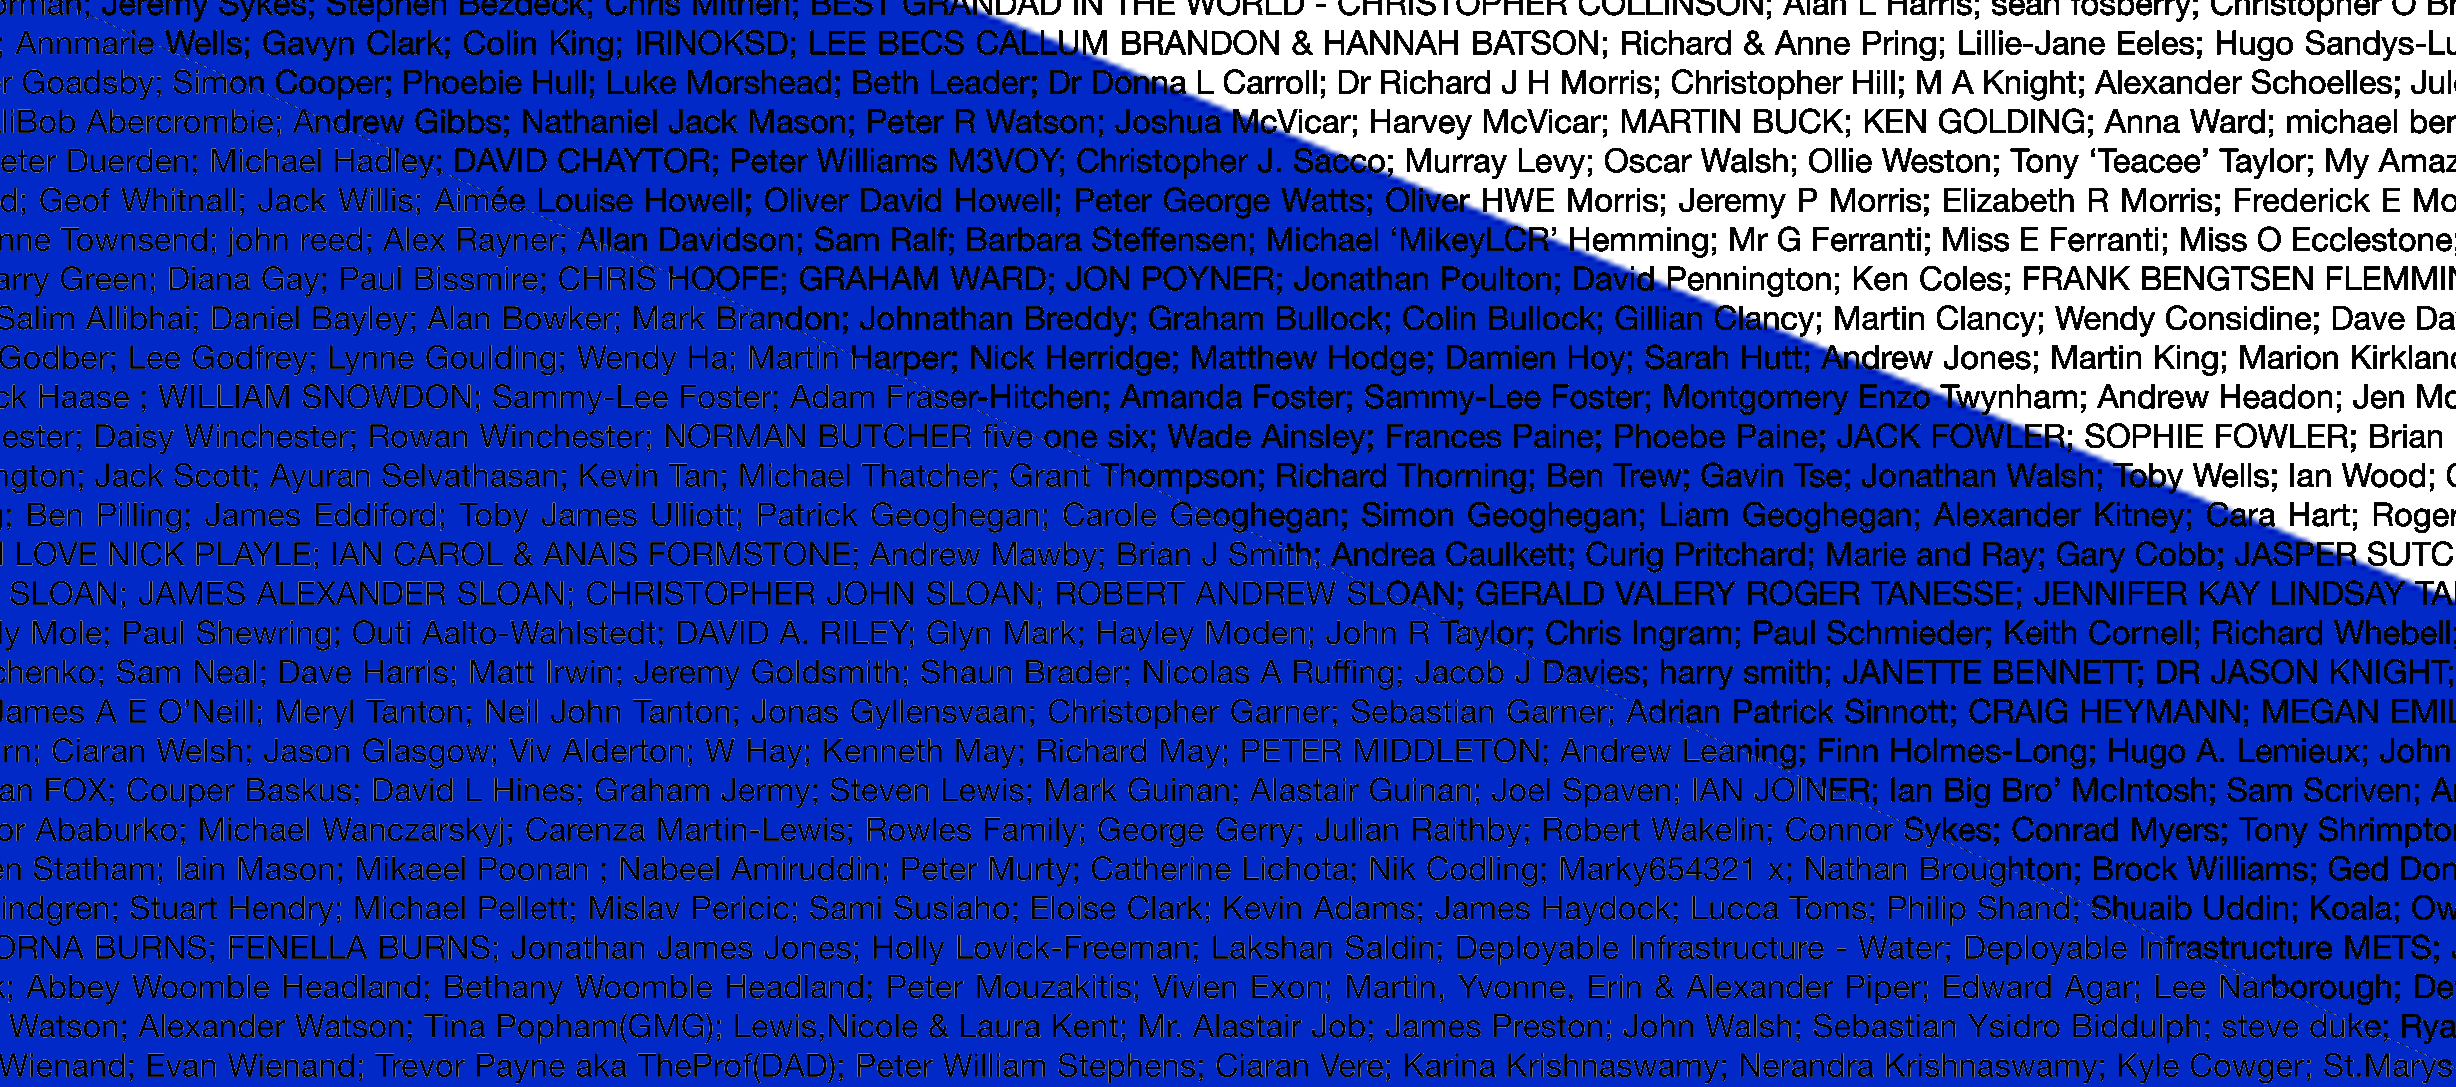 orman; Jeremy Sykes; Stephen Bezdeck; Chris Mithen; BEST GRANDAD IN THE WORLD - CHRISTOPHER COLLINSON; Alan L Harris; sean fosberry; Christopher O Br
; Annmarie Wells; Gavyn Clark; Colin King; IRINOKSD; LEE BECS CALLUM BRANDON & HANNAH BATSON; Richard & Anne Pring; Lillie-Jane Eeles; Hugo Sandys-Lu
r Goadsby; Simon Cooper; Phoebie Hull; Luke Morshead; Beth Leader; Dr Donna L Carroll; Dr Richard J H Morris; Christopher Hill; M A Knight; Alexander Schoelles; Jule
liBob Abercrombie; Andrew Gibbs; Nathaniel Jack Mason; Peter R Watson; Joshua McVicar; Harvey McVicar; MARTIN BUCK; KEN GOLDING; Anna Ward; michael ber
eter Duerden; Michael Hadley; DAVID CHAYTOR; Peter Williams M3VOY; Christopher J. Sacco; Murray Levy; Oscar Walsh; Ollie Weston; Tony ‘Teacee’ Taylor; My Amaz
d; Geof Whitnall; Jack Willis; Aimée Louise Howell; Oliver David Howell; Peter George Watts; Oliver HWE Morris; Jeremy P Morris; Elizabeth R Morris; Frederick E Mo
nne Townsend; john reed; Alex Rayner; Allan Davidson; Sam Ralf; Barbara Steffensen; Michael ‘MikeyLCR’ Hemming; Mr G Ferranti; Miss E Ferranti; Miss O Ecclestone;
arry Green; Diana Gay; Paul Bissmire; CHRIS HOOFE; GRAHAM WARD; JON POYNER; Jonathan Poulton; David Pennington; Ken Coles; FRANK BENGTSEN FLEMMIN
Salim Allibhai; Daniel Bayley; Alan Bowker; Mark Brandon; Johnathan Breddy; Graham Bullock; Colin Bullock; Gillian Clancy; Martin Clancy; Wendy Considine; Dave Da
Godber; Lee Godfrey; Lynne Goulding; Wendy Ha; Martin Harper; Nick Herridge; Matthew Hodge; Damien Hoy; Sarah Hutt; Andrew Jones; Martin King; Marion Kirkland
ck Haase ; WILLIAM SNOWDON; Sammy-Lee Foster; Adam Fraser-Hitchen; Amanda Foster; Sammy-Lee Foster; Montgomery Enzo Twynham; Andrew Headon; Jen Mo
ester; Daisy Winchester; Rowan Winchester; NORMAN BUTCHER five one six; Wade Ainsley; Frances Paine; Phoebe Paine; JACK FOWLER; SOPHIE FOWLER; Brian
ngton; Jack Scott; Ayuran Selvathasan; Kevin Tan; Michael Thatcher; Grant Thompson; Richard Thorning; Ben Trew; Gavin Tse; Jonathan Walsh; Toby Wells; Ian Wood; C
g; Ben Pilling; James Eddiford; Toby James Ulliott; Patrick Geoghegan; Carole Geoghegan; Simon Geoghegan; Liam Geoghegan; Alexander Kitney; Cara Hart; Roger
I LOVE NICK PLAYLE; IAN CAROL & ANAIS FORMSTONE; Andrew Mawby; Brian J Smith; Andrea Caulkett; Curig Pritchard; Marie and Ray; Gary Cobb; JASPER SUTC
SLOAN; JAMES ALEXANDER SLOAN; CHRISTOPHER JOHN SLOAN; ROBERT ANDREW SLOAN; GERALD VALERY ROGER TANESSE; JENNIFER KAY LINDSAY TAN
ly Mole; Paul Shewring; Outi Aalto-Wahlstedt; DAVID A. RILEY; Glyn Mark; Hayley Moden; John R Taylor; Chris Ingram; Paul Schmieder; Keith Cornell; Richard Whebell;
chenko; Sam Neal; Dave Harris; Matt Irwin; Jeremy Goldsmith; Shaun Brader; Nicolas A Ruffing; Jacob J Davies; harry smith; JANETTE BENNETT; DR JASON KNIGHT;
James A E O’Neill; Meryl Tanton; Neil John Tanton; Jonas Gyllensvaan; Christopher Garner; Sebastian Garner; Adrian Patrick Sinnott; CRAIG HEYMANN; MEGAN EMIL
rn; Ciaran Welsh; Jason Glasgow; Viv Alderton; W Hay; Kenneth May; Richard May; PETER MIDDLETON; Andrew Leaning; Finn Holmes-Long; Hugo A. Lemieux; John
an FOX; Couper Baskus; David L Hines; Graham Jermy; Steven Lewis; Mark Guinan; Alastair Guinan; Joel Spaven; IAN JOINER; Ian Big Bro’ McIntosh; Sam Scriven; A
or Ababurko; Michael Wanczarskyj; Carenza Martin-Lewis; Rowles Family; George Gerry; Julian Raithby; Robert Wakelin; Connor Sykes; Conrad Myers; Tony Shrimpton
en Statham; Iain Mason; Mikaeel Poonan ; Nabeel Amiruddin; Peter Murty; Catherine Lichota; Nik Codling; Marky654321 x; Nathan Broughton; Brock Williams; Ged Don
indgren; Stuart Hendry; Michael Pellett; Mislav Pericic; Sami Susiaho; Eloise Clark; Kevin Adams; James Haydock; Lucca Toms; Philip Shand; Shuaib Uddin; Koala; Ow
ORNA BURNS; FENELLA BURNS; Jonathan James Jones; Holly Lovick-Freeman; Lakshan Saldin; Deployable Infrastructure - Water; Deployable Infrastructure METS; J
k; Abbey Woomble Headland; Bethany Woomble Headland; Peter Mouzakitis; Vivien Exon; Martin, Yvonne, Erin & Alexander Piper; Edward Agar; Lee Narborough; De
Watson; Alexander Watson; Tina Popham(GMG); Lewis,Nicole & Laura Kent; Mr. Alastair Job; James Preston; John Walsh; Sebastian Ysidro Biddulph; steve duke; Rya
Wienand; Evan Wienand; Trevor Payne aka TheProf(DAD); Peter William Stephens; Ciaran Vere; Karina Krishnaswamy; Nerandra Krishnaswamy; Kyle Cowger; St.Marys